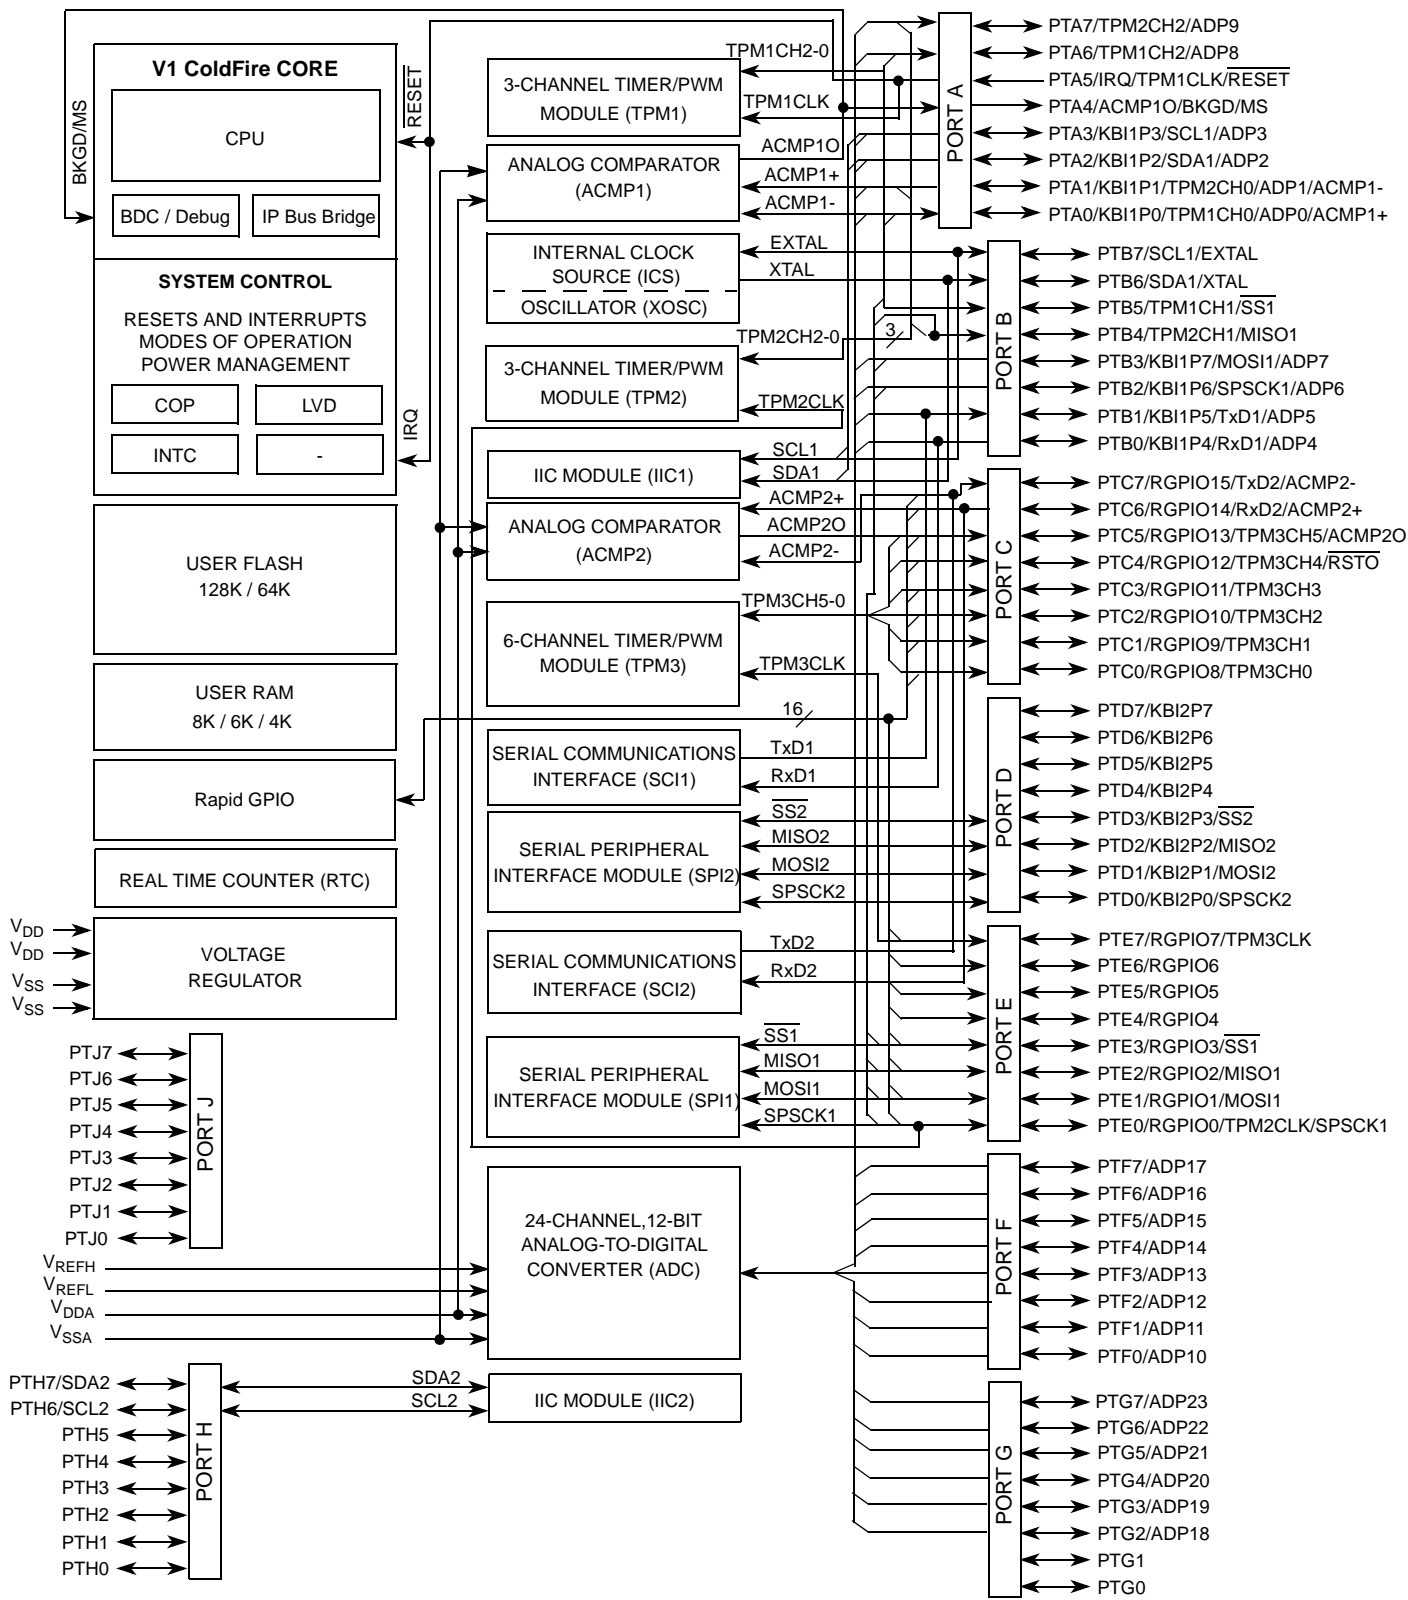 V1 ColdFire CORE
CPU
BDC / Debug
IP Bus Bridge
BKGD/MS
RESET
SYSTEM CONTROL
RESETS AND INTERRUPTS
MODES OF OPERATION
POWER MANAGEMENT
COP
LVD
INTC
-
IRQ
USER FLASH
128K / 64K
USER RAM
8K / 6K / 4K
Rapid GPIO
REAL TIME COUNTER (RTC)
VDD
VDD
VSS
VSS
VOLTAGE
REGULATOR
PTJ7
PTJ6
PTJ5
PTJ4
PTJ3
PTJ2
PTJ1
PTJ0
PORT J
VREFH
VREFL
VDDA
VSSA
PTH7/SDA2
PTH6/SCL2
PTH5
PTH4
PTH3
PTH2
PTH1
PTH0
PORT H
3-CHANNEL TIMER/PWM
MODULE (TPM1)
TPM1CH2-0
TPM1CLK
ANALOG COMPARATOR
(ACMP1)
ACMP1O
ACMP1+
ACMP1-
INTERNAL CLOCK
SOURCE (ICS)
OSCILLATOR (XOSC)
EXTAL
XTAL
3-CHANNEL TIMER/PWM
MODULE (TPM2)
TPM2CH2-0
3
TPM2CLK
IIC MODULE (IIC1)
SCL1
SDA1
ANALOG COMPARATOR
(ACMP2)
ACMP2+
ACMP2O
ACMP2-
6-CHANNEL TIMER/PWM
MODULE (TPM3)
TPM3CH5-0
TPM3CLK
16
SERIAL COMMUNICATIONS
INTERFACE (SCI1)
TxD1
RxD1
SERIAL PERIPHERAL
INTERFACE MODULE (SPI2)
SS2
MISO2
MOSI2
SPSCK2
SERIAL COMMUNICATIONS
INTERFACE (SCI2)
TxD2
RxD2
SERIAL PERIPHERAL
INTERFACE MODULE (SPI1)
SS1
MISO1
MOSI1
SPSCK1
24-CHANNEL,12-BIT
ANALOG-TO-DIGITAL
CONVERTER (ADC)
SDA2
SCL2
IIC MODULE (IIC2)
PORT A
PTA7/TPM2CH2/ADP9
PTA6/TPM1CH2/ADP8
PTA5/IRQ/TPM1CLK/RESET
PTA4/ACMP1O/BKGD/MS
PTA3/KBI1P3/SCL1/ADP3
PTA2/KBI1P2/SDA1/ADP2
PTA1/KBI1P1/TPM2CH0/ADP1/ACMP1-
PTA0/KBI1P0/TPM1CH0/ADP0/ACMP1+
PORT B
PTB7/SCL1/EXTAL
PTB6/SDA1/XTAL
PTB5/TPM1CH1/SS1
PTB4/TPM2CH1/MISO1
PTB3/KBI1P7/MOSI1/ADP7
PTB2/KBI1P6/SPSCK1/ADP6
PTB1/KBI1P5/TxD1/ADP5
PTB0/KBI1P4/RxD1/ADP4
PORT C
PTC7/RGPIO15/TxD2/ACMP2-
PTC6/RGPIO14/RxD2/ACMP2+
PTC5/RGPIO13/TPM3CH5/ACMP2O
PTC4/RGPIO12/TPM3CH4/RSTO
PTC3/RGPIO11/TPM3CH3
PTC2/RGPIO10/TPM3CH2
PTC1/RGPIO9/TPM3CH1
PTC0/RGPIO8/TPM3CH0
PORT D
PTD7/KBI2P7
PTD6/KBI2P6
PTD5/KBI2P5
PTD4/KBI2P4
PTD3/KBI2P3/SS2
PTD2/KBI2P2/MISO2
PTD1/KBI2P1/MOSI2
PTD0/KBI2P0/SPSCK2
PORT E
PTE7/RGPIO7/TPM3CLK
PTE6/RGPIO6
PTE5/RGPIO5
PTE4/RGPIO4
PTE3/RGPIO3/SS1
PTE2/RGPIO2/MISO1
PTE1/RGPIO1/MOSI1
PTE0/RGPIO0/TPM2CLK/SPSCK1
PORT F
PTF7/ADP17
PTF6/ADP16
PTF5/ADP15
PTF4/ADP14
PTF3/ADP13
PTF2/ADP12
PTF1/ADP11
PTF0/ADP10
PORT G
PTG7/ADP23
PTG6/ADP22
PTG5/ADP21
PTG4/ADP20
PTG3/ADP19
PTG2/ADP18
PTG1
PTG0